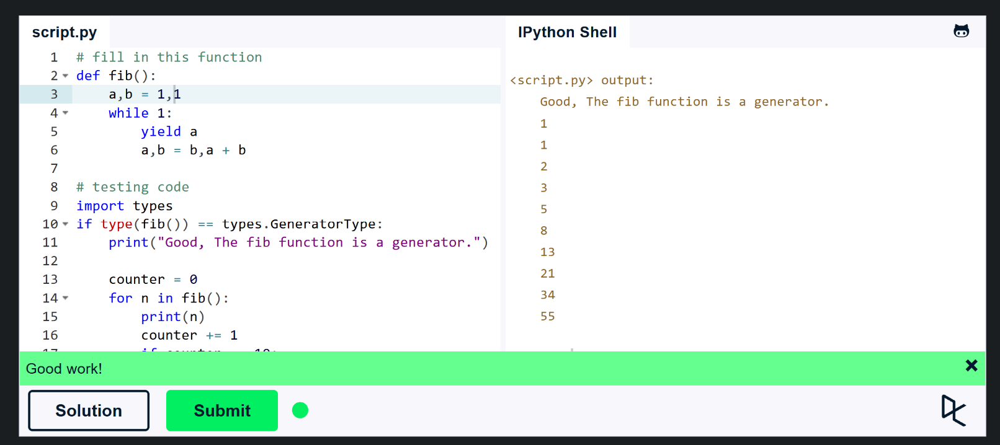 script.py
1 # fill in this function
2 def fib():
3     a,b = 1,1
4     while 1:
5         yield a
6         a,b = b,a + b
7
8 # testing code
9 import types
10 if type(fib()) == types.GeneratorType:
11     print("Good, The fib function is a generator.")
12
13     counter = 0
14     for n in fib():
15         print(n)
16         counter += 1
IPython Shell
<script.py> output:
    Good, The fib function is a generator.
    1
    1
    2
    3
    5
    8
    13
    21
    34
    55
Good work!
Solution
Submit